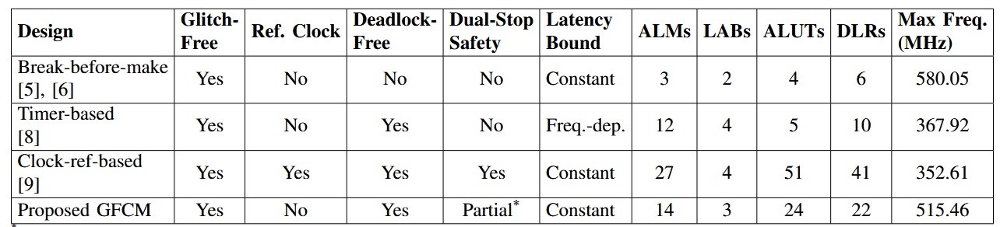 Design Glitch-Free Ref. Clock Deadlock-Free Dual-Stop Safety Latency Bound ALMs LABs ALUTs DLRs Max Freq. (MHz)
Break-before-make [5], [6] Yes No No No Constant 3 2 4 6 580.05
Timer-based [8] Yes No Yes No Freq.-dep. 12 4 5 10 367.92
Clock-ref-based [9] Yes Yes Yes Yes Constant 27 4 51 41 352.61
Proposed GFCM Yes No Yes Partial* Constant 14 3 24 22 515.46
*